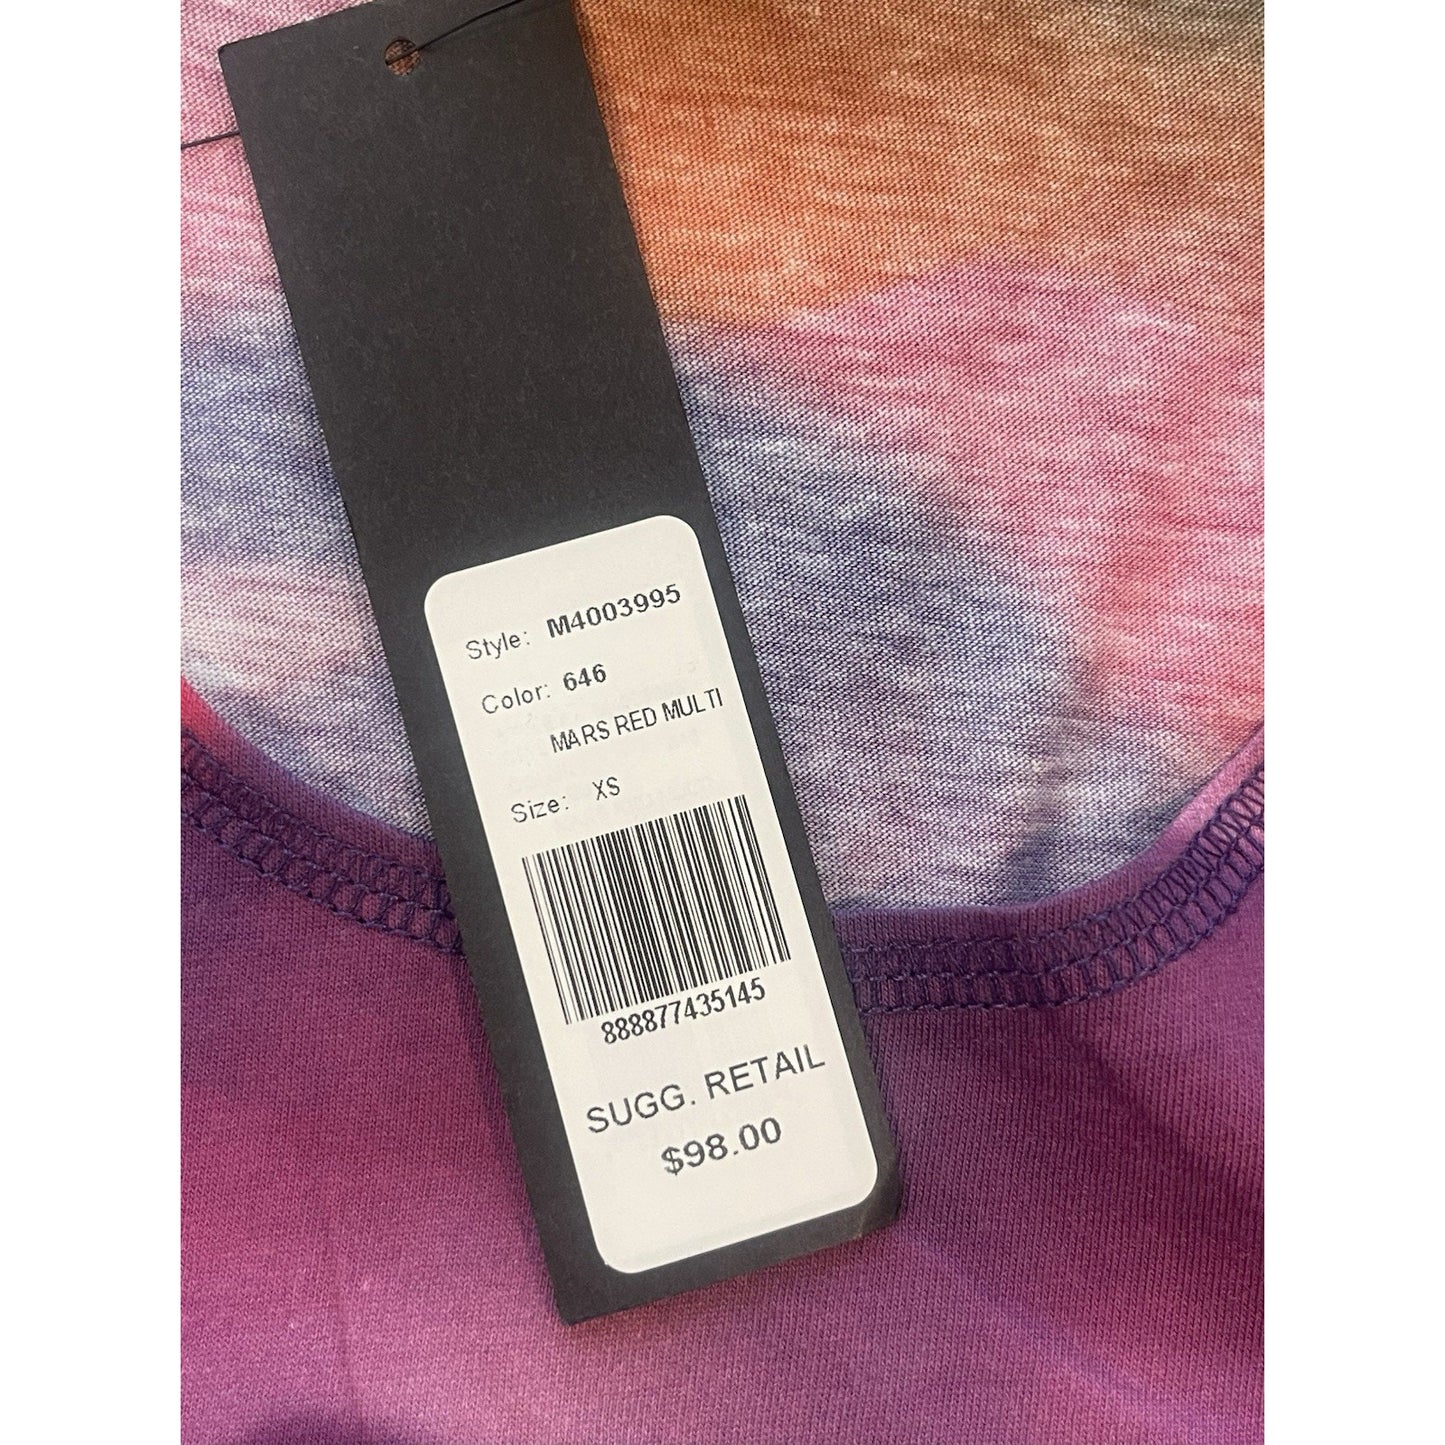 Style: M4003995
Color: 646
MARS RED MULTI
Size: XS
888877435145
SUGG. RETAIL
$98.00